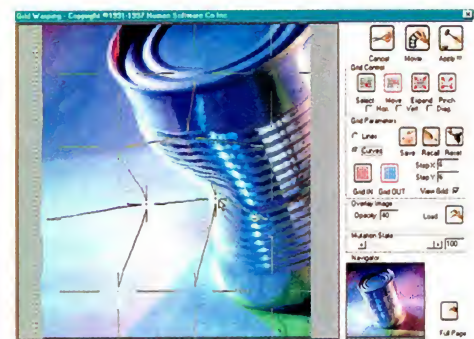 Grid Warping - Copyright ©1991-1997 Human Software Co Inc
Cancel Move Apply !!!
Grid Control
Select Move Expand Pinch
Hor. Vert Diag.
Grid Parameters
Lines
Curves
Save Recall Reset
Step X
Step Y
Grid IN Grid OUT View Grid
Overlay Image
Opacity 40 Load
Mutation State
100
Navigator
Full Page